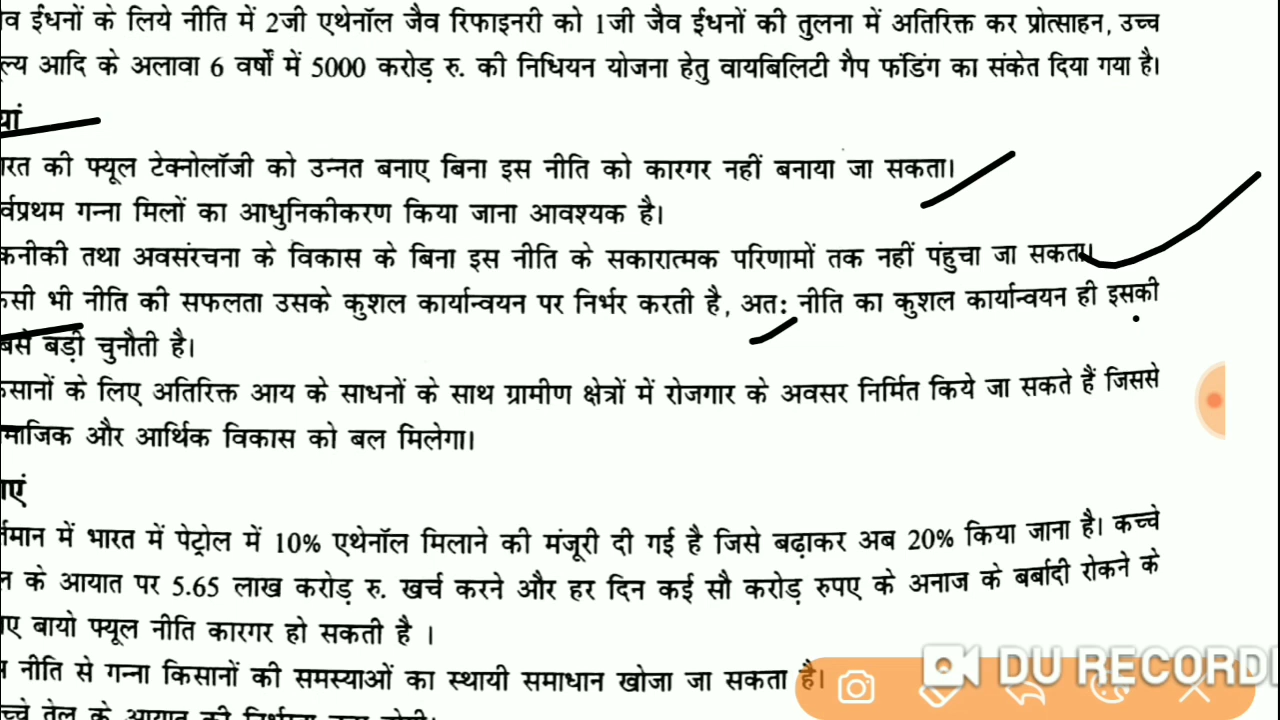 व ईंधनों के लिये नीति में 2जी एथेनॉल जैव रिफाइनरी को 1जी जैव ईंधनों की तुलना में अतिरिक्त कर प्रोत्साहन, उच्च
ल्य आदि के अलावा 6 वर्षों में 5000 करोड़ रु. की निधियन योजना हेतु वायबिलिटी गैप फंडिंग का संकेत दिया गया है।
यां
रत की फ्यूल टेक्नोलॉजी को उन्नत बनाए बिना इस नीति को कारगर नहीं बनाया जा सकता।
र्वप्रथम गन्ना मिलों का आधुनिकीकरण किया जाना आवश्यक है।
कनीकी तथा अवसंरचना के विकास के बिना इस नीति के सकारात्मक परिणामों तक नहीं पंहुचा जा सकता।
सी भी नीति की सफलता उसके कुशल कार्यान्वयन पर निर्भर करती है, अतः नीति का कुशल कार्यान्वयन ही इसकी
बसे बड़ी चुनौती है।
सानों के लिए अतिरिक्त आय के साधनों के साथ ग्रामीण क्षेत्रों में रोजगार के अवसर निर्मित किये जा सकते हैं जिससे
माजिक और आर्थिक विकास को बल मिलेगा।
एं
र्तमान में भारत में पेट्रोल में 10% एथेनॉल मिलाने की मंजूरी दी गई है जिसे बढ़ाकर अब 20% किया जाना है। कच्चे
ल के आयात पर 5.65 लाख करोड़ रु. खर्च करने और हर दिन कई सौ करोड़ रुपए के अनाज के बर्बादी रोकने के
ए बायो फ्यूल नीति कारगर हो सकती है ।
नीति से गन्ना किसानों की समस्याओं का स्थायी समाधान खोजा जा सकता है।
DU RECORD
च्चे तेल के आयात की